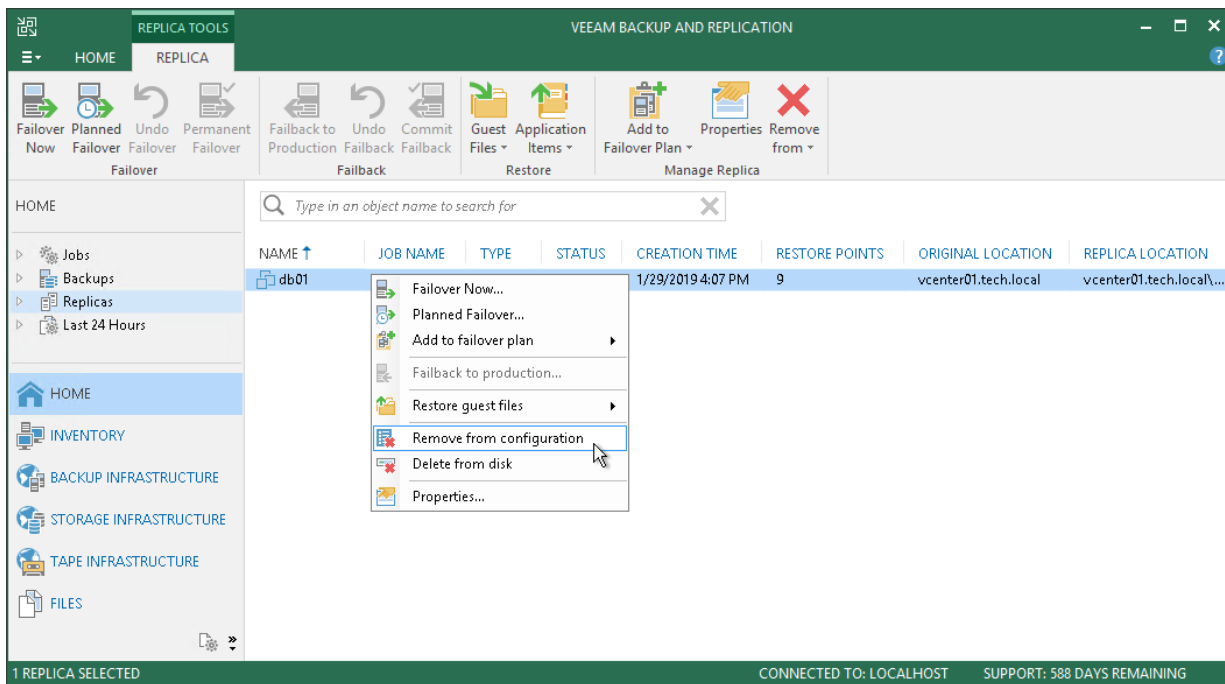 REPLICA TOOLS
VEEAM BACKUP AND REPLICATION
HOME
REPLICA
Failover Now
Planned Failover
Undo Failover
Permanent Failover
Failback to Production
Undo Failback
Commit Failback
Guest Files
Application Items
Add to Failover Plan
Properties
Remove from
Failover
Failback
Restore
Manage Replica
HOME
Type in an object name to search for
Jobs
Backups
Replicas
Last 24 Hours
NAME
JOB NAME
TYPE
STATUS
CREATION TIME
RESTORE POINTS
ORIGINAL LOCATION
REPLICA LOCATION
db01
1/29/2019 4:07 PM
9
vcenter01.tech.local
vcenter01.tech.local\...
Failover Now...
Planned Failover...
Add to failover plan
Failback to production...
Restore guest files
Remove from configuration
Delete from disk
Properties...
HOME
INVENTORY
BACKUP INFRASTRUCTURE
STORAGE INFRASTRUCTURE
TAPE INFRASTRUCTURE
FILES
1 REPLICA SELECTED
CONNECTED TO: LOCALHOST
SUPPORT: 588 DAYS REMAINING